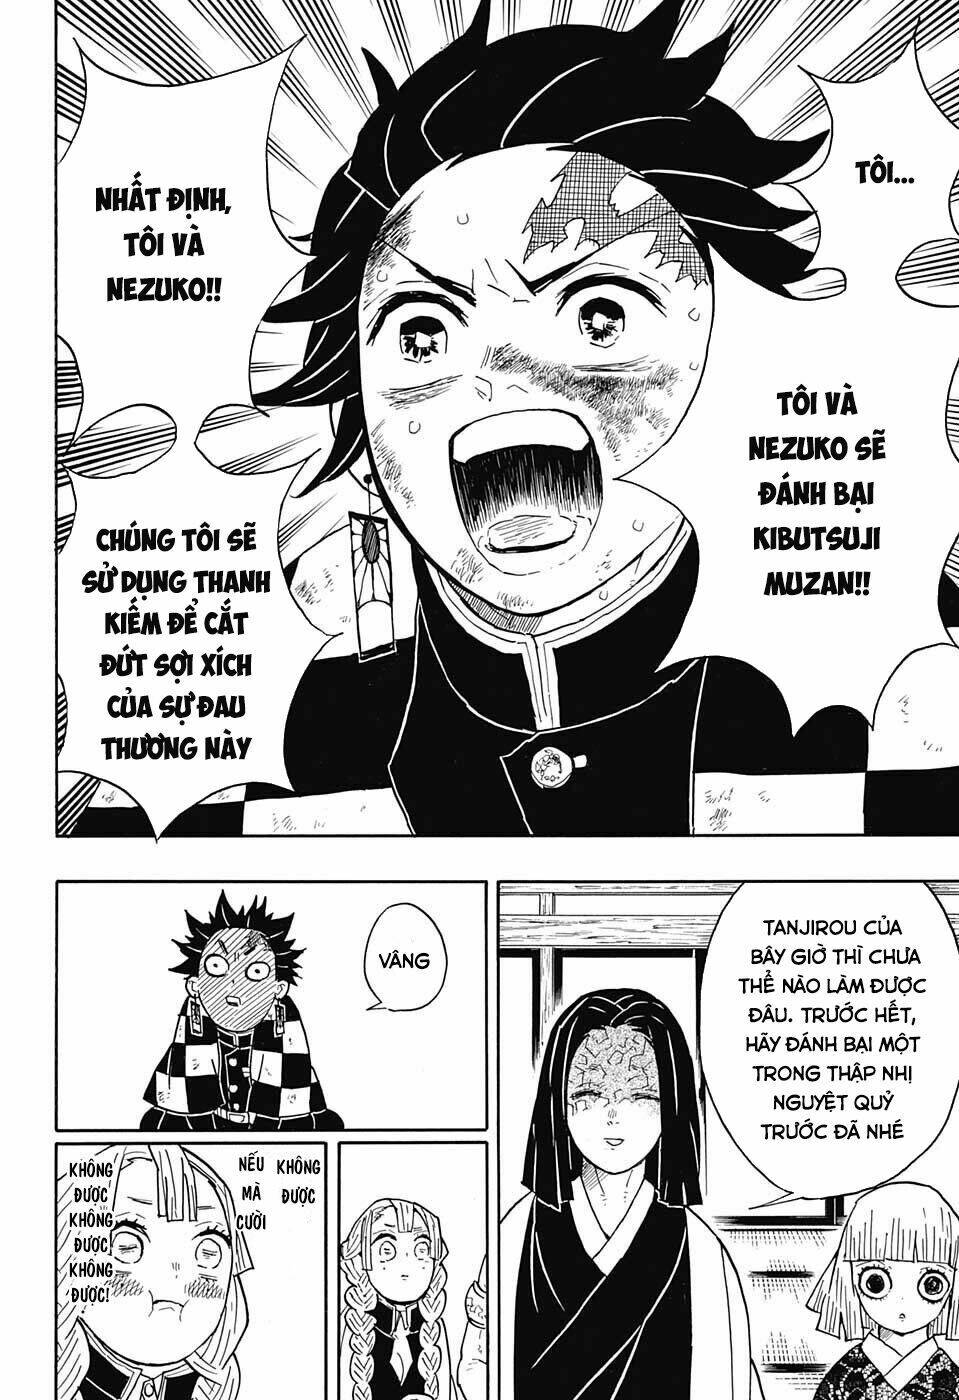 TÔI...
TÔI VÀ
NEZUKO SẼ
ĐÁNH BẠI
KIBUTSUJI
MUZAN!!
NHẤT ĐỊNH,
TÔI VÀ
NEZUKO!!
CHÚNG TÔI SẼ
SỬ DỤNG THANH
KIẾM ĐỂ CẮT
ĐỨT SỢI XÍCH
CỦA SỰ ĐAU
THƯƠNG NÀY
TANJIROU CỦA
BÂY GIỜ THÌ CHƯA
THỂ NÀO LÀM ĐƯỢC
ĐÂU. TRƯỚC HẾT,
HÃY ĐÁNH BẠI MỘT
TRONG THẬP NHỊ
NGUYỆT QUỶ
TRƯỚC ĐÃ NHÉ
VÂNG
KHÔNG
ĐƯỢC
NẾU
MÀ
CƯỜI
KHÔNG
ĐƯỢC
KHÔNG
ĐƯỢC
KHÔNG
ĐƯỢC!